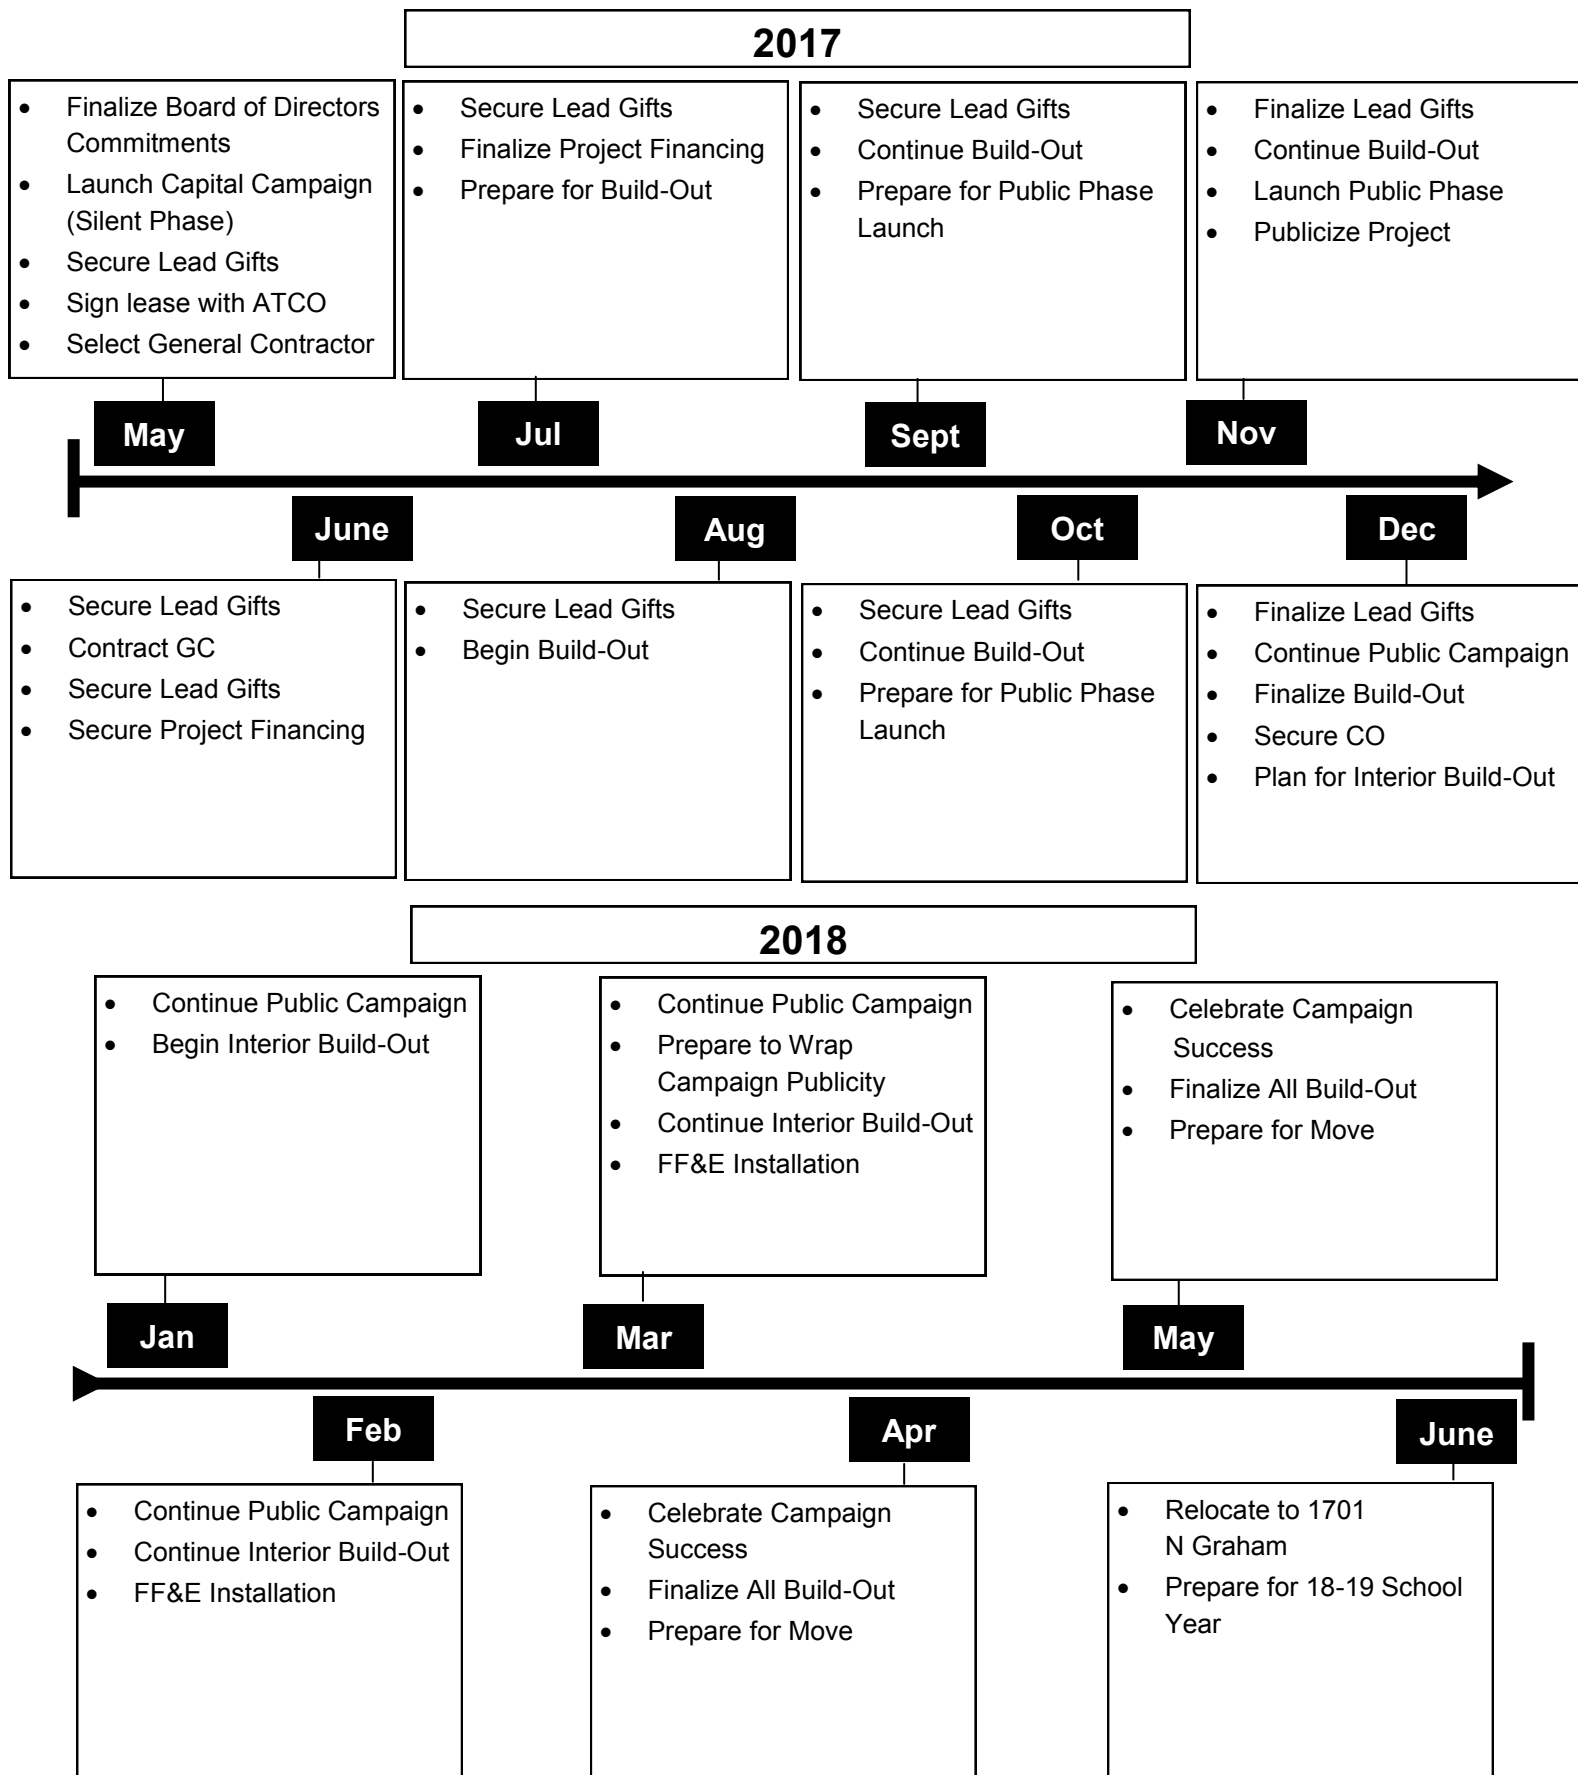 2017
• Finalize Board of Directors
Commitments
• Launch Capital Campaign
(Silent Phase)
• Secure Lead Gifts
• Sign lease with ATCO
• Select General Contractor
• Secure Lead Gifts
• Finalize Project Financing
• Prepare for Build-Out
• Secure Lead Gifts
• Continue Build-Out
• Prepare for Public Phase
Launch
• Finalize Lead Gifts
• Continue Build-Out
• Launch Public Phase
• Publicize Project
May
Jul
Sept
Nov
June
Aug
Oct
Dec
• Secure Lead Gifts
• Contract GC
• Secure Lead Gifts
• Secure Project Financing
• Secure Lead Gifts
• Begin Build-Out
• Secure Lead Gifts
• Continue Build-Out
• Prepare for Public Phase
Launch
• Finalize Lead Gifts
• Continue Public Campaign
• Finalize Build-Out
• Secure CO
• Plan for Interior Build-Out
2018
• Continue Public Campaign
• Begin Interior Build-Out
• Continue Public Campaign
• Prepare to Wrap
Campaign Publicity
• Continue Interior Build-Out
• FF&E Installation
• Celebrate Campaign
Success
• Finalize All Build-Out
• Prepare for Move
Jan
Mar
May
Feb
Apr
June
• Continue Public Campaign
• Continue Interior Build-Out
• FF&E Installation
• Celebrate Campaign
Success
• Finalize All Build-Out
• Prepare for Move
• Relocate to 1701
N Graham
• Prepare for 18-19 School
Year